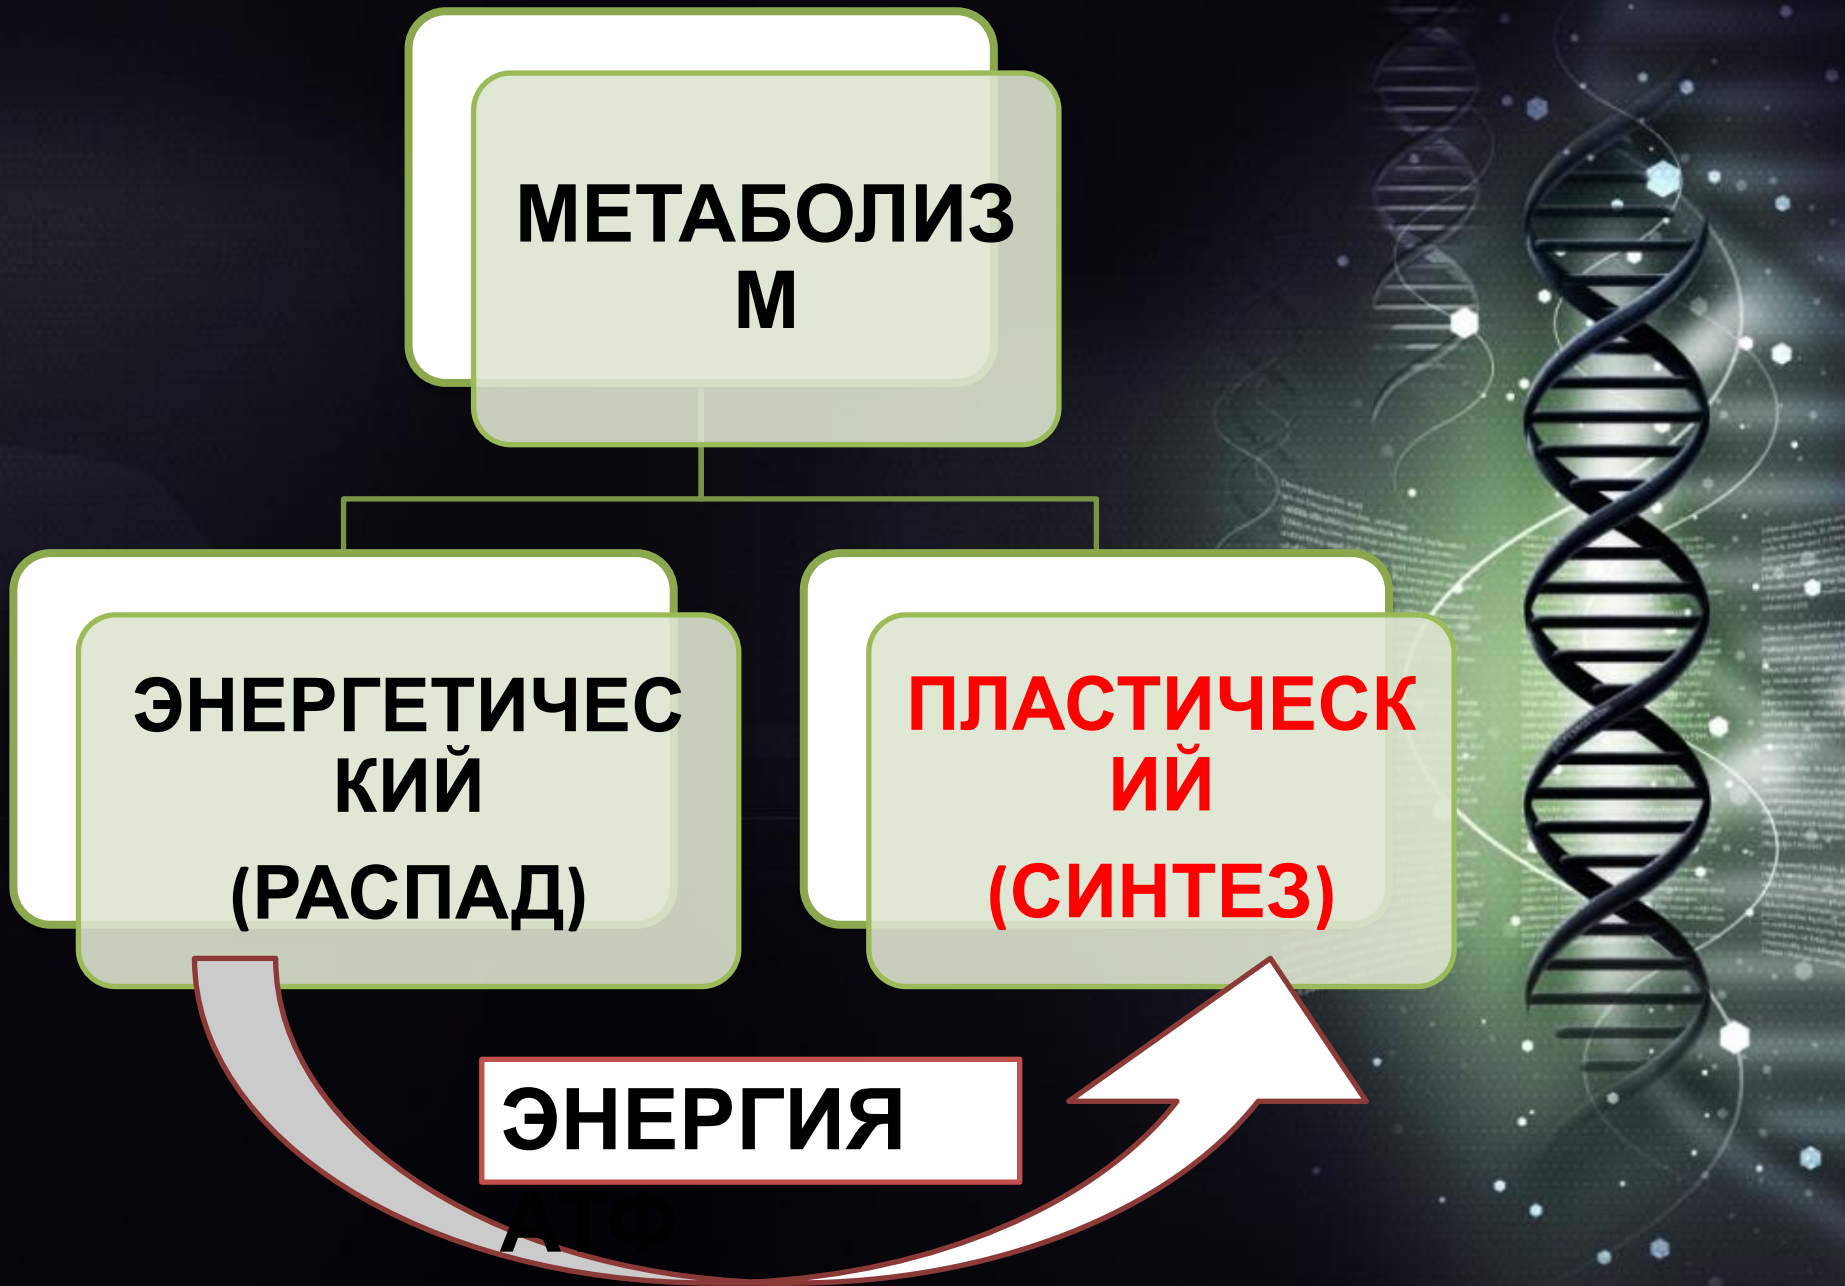 МЕТАБОЛИЗ
М
ЭНЕРГЕТИЧЕС
КИЙ
(РАСПАД)
ПЛАСТИЧЕСК
ИЙ
(СИНТЕЗ)
ЭНЕРГИЯ
АТФ